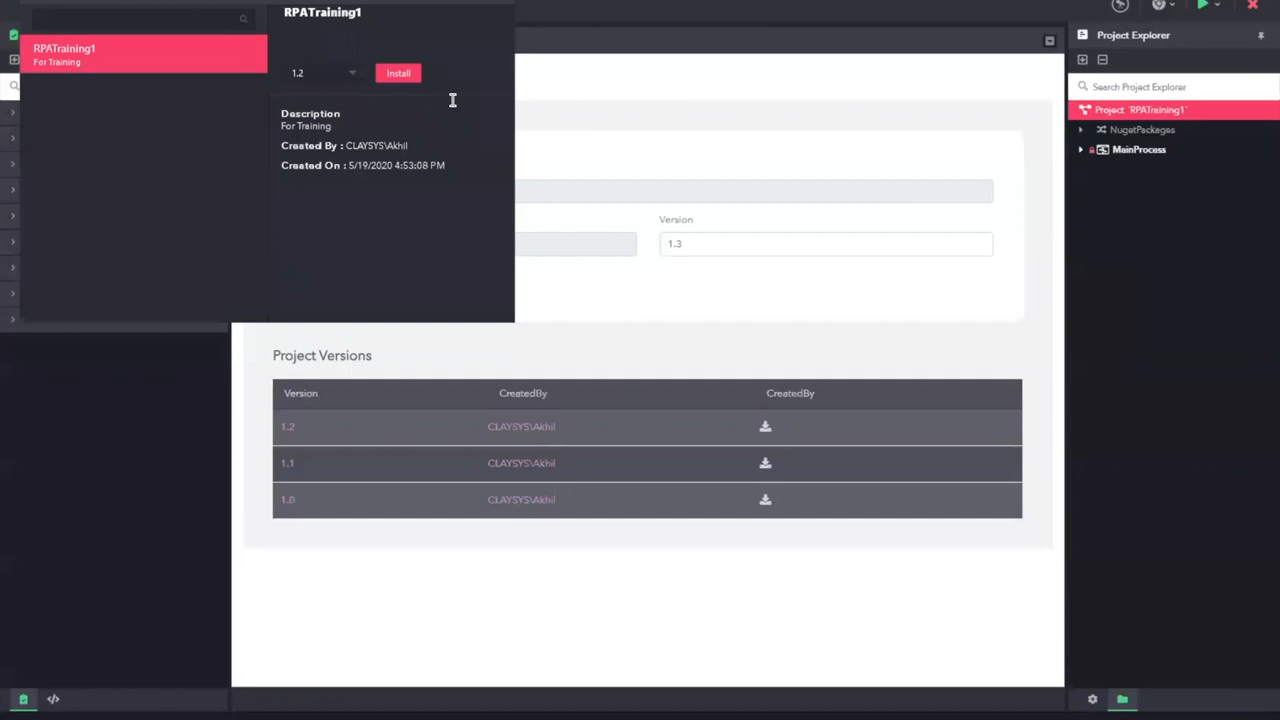 RPATraining1
RPATraining1
For Training
1.2
Install
Description
For Training
Created By : CLAYSYS\Akhil
Created On : 5/19/2020 4:53:08 PM
Version
1.3
Project Versions
Version CreatedBy CreatedBy
1.2 CLAYSYS\Akhil
1.1 CLAYSYS\Akhil
1.0 CLAYSYS\Akhil
Project Explorer
Search Project Explorer
Project 'RPATraining1'
NugetPackages
MainProcess